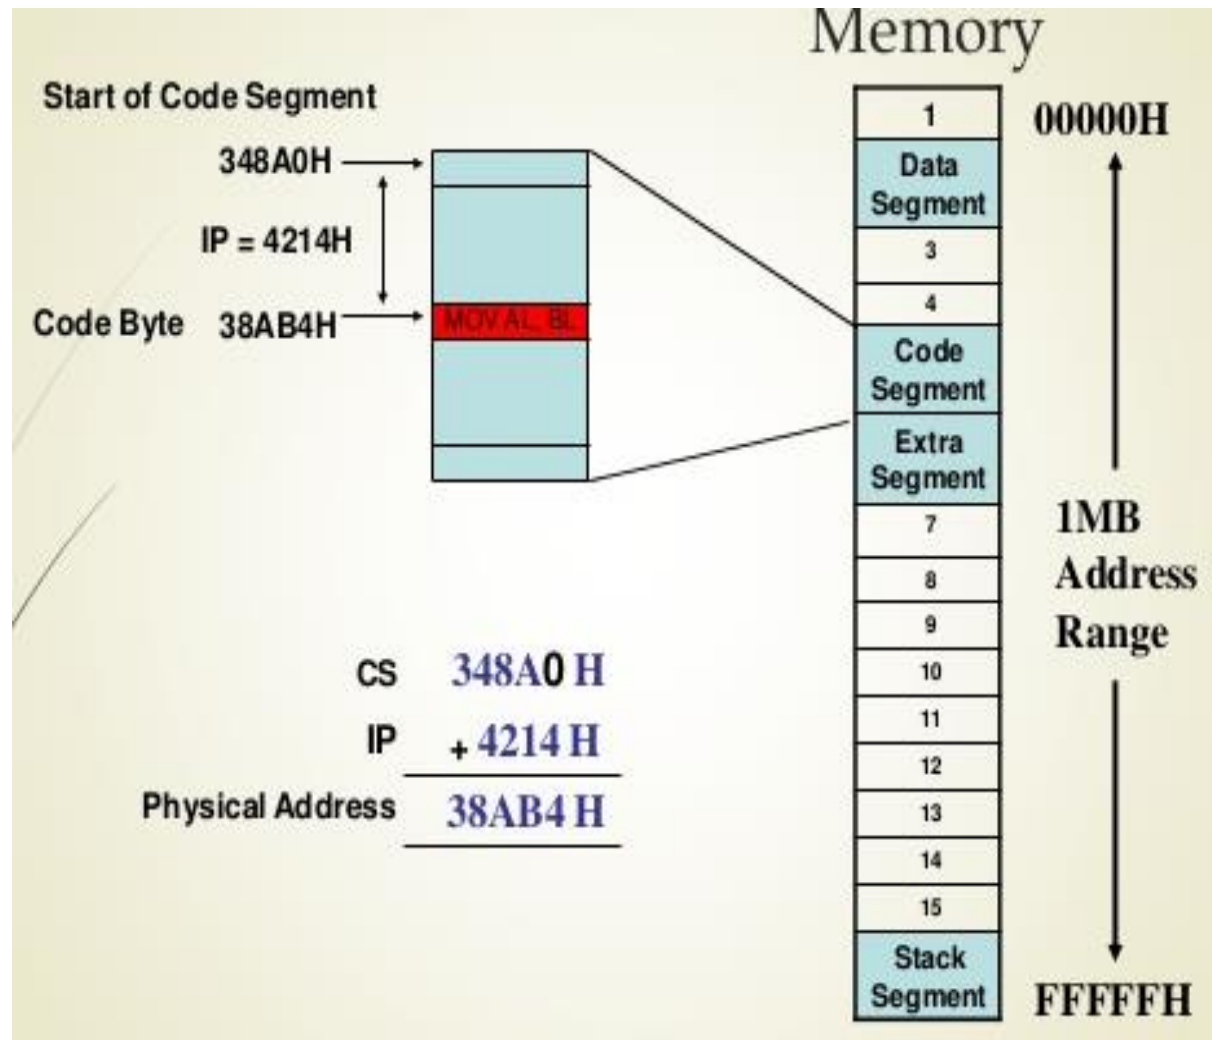 Memory
Start of Code Segment
348A0H
IP = 4214H
Code Byte 38AB4H
MOV AL, BL
1
Data
Segment
3
4
Code
Segment
Extra
Segment
7
8
9
10
11
12
13
14
15
Stack
Segment
00000H
1MB
Address
Range
FFFFFH
CS 348A0 H
IP + 4214 H
Physical Address 38AB4 H